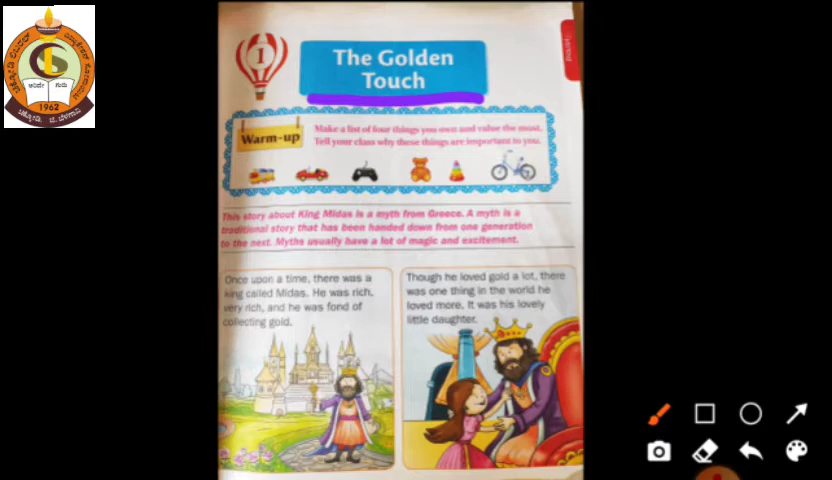 1
The Golden
Touch
Warm-up
Make a list of four things you own and value the most.
Tell your class why these things are important to you.
This story about King Midas is a myth from Greece. A myth is a
traditional story that has been handed down from one generation
to the next. Myths usually have a lot of magic and excitement.
Once upon a time, there was a
king called Midas. He was rich,
very rich, and he was fond of
collecting gold.
Though he loved gold a lot, there
was one thing in the world he
loved more. It was his lovely
little daughter.
1962